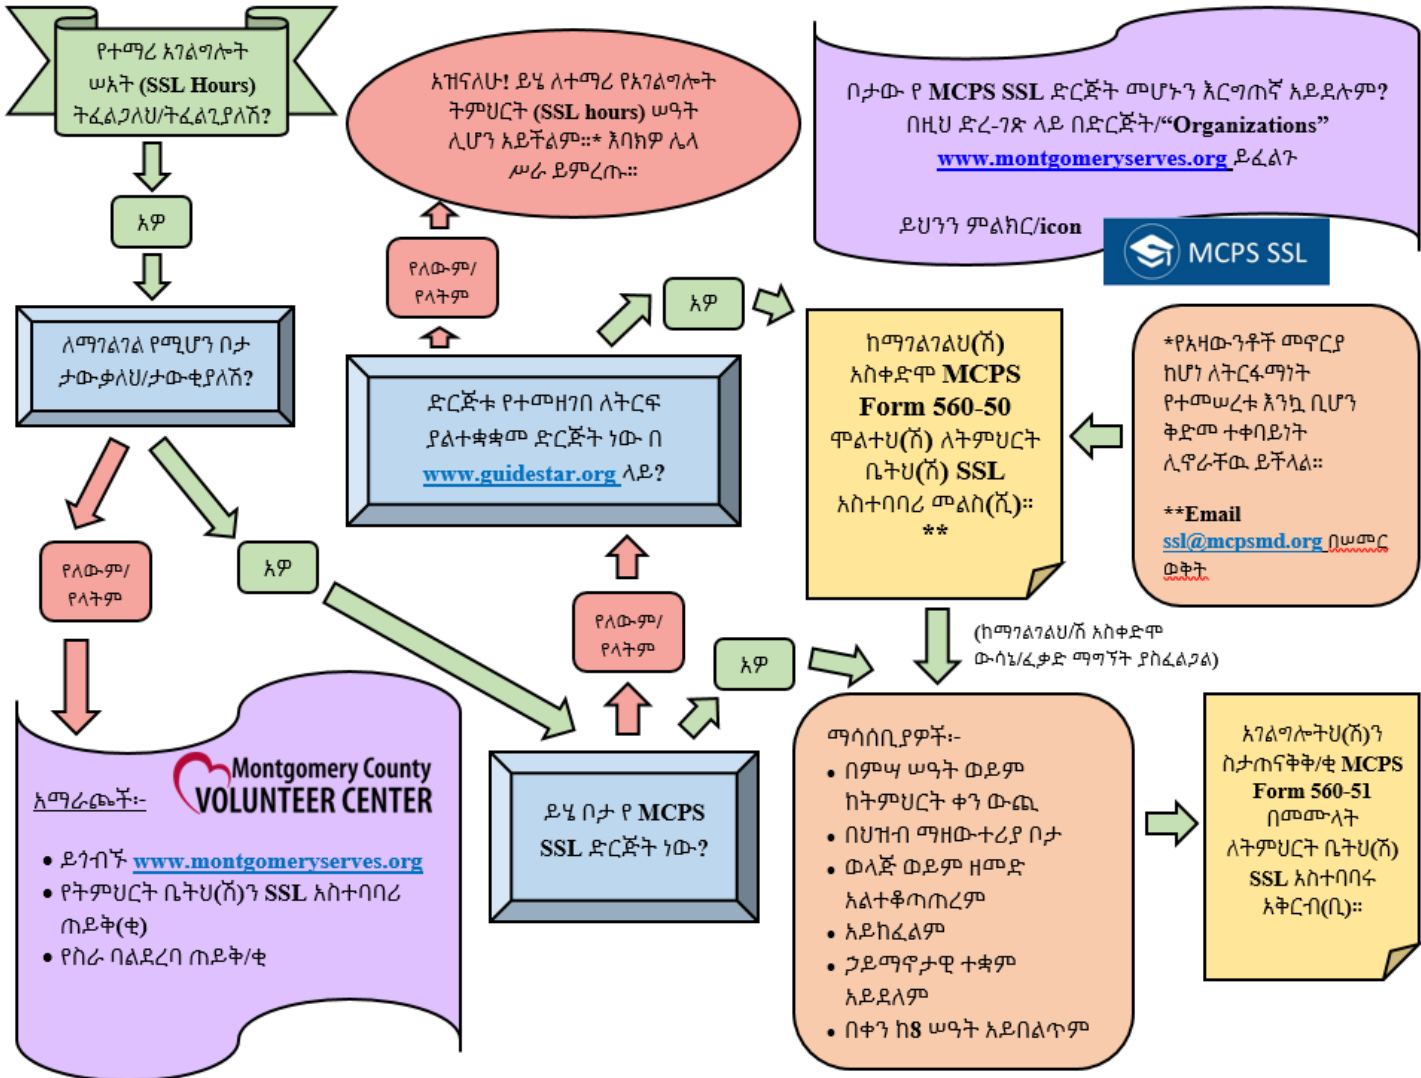 የተማሪ አገልግሎት
ሠአት (SSL Hours)
ትፈልጋለህ/ትፈልጊያለሽ?
አዎ
ለማገልገል የሚሆን ቦታ
ታውቃለህ/ታውቂያለሽ?
የለውም/
የላትም
አዎ
Montgomery County
VOLUNTEER CENTER
አማራጮች፡-
• ይጎብኙ www.montgomeryserves.org
• የትምህርት ቤትህ(ሽ)ን SSL አስተባባሪ
ጠይቅ(ቂ)
• የስራ ባልደረባ ጠይቅ/ቂ
አዝናለሁ! ይሄ ለተማሪ የአገልግሎት
ትምህርት (SSL hours) ሠዓት
ሊሆን አይችልም።* እባክዎ ሌላ
ሥራ ይምረጡ።
የለውም/
የላትም
ድርጅቱ የተመዘገበ ለትርፍ
ያልተቋቋመ ድርጅት ነው በ
www.guidestar.org ላይ?
አዎ
የለውም/
የላትም
አዎ
ይሄ ቦታ የ MCPS
SSL ድርጅት ነው?
ቦታው የ MCPS SSL ድርጅት መሆኑን እርግጠኛ አይደሉም?
በዚህ ድረ-ገጽ ላይ በድርጅት/“Organizations”
www.montgomeryserves.org ይፈልጉ
ይህንን ምልክር/icon
MCPS SSL
ከማገልገልህ(ሽ)
አስቀድሞ MCPS
Form 560-50
ሞልተህ(ሽ) ለትምህርት
ቤትህ(ሽ) SSL
አስተባባሪ መልስ(ሺ)።
**
*የአዛውንቶች መኖርያ
ከሆነ ለትርፋማነት
የተመሠረቱ እንኳ ቢሆን
ቅድመ ተቀባይነት
ሊኖራቸዉ ይችላል።
**Email
ssl@mcpsmd.org በሠመር
ወቅት
(ከማገልገልህ/ሽ አስቀድሞ
ውሳኔ/ፈቃድ ማግኘት ያስፈልጋል)
ማሳሰቢያዎች፡-
• በምሣ ሠዓት ወይም
ከትምህርት ቀን ውጪ
• በህዝብ ማዘውተሪያ ቦታ
• ወላጅ ወይም ዘመድ
አልተቆጣጠረም
• አይከፈልም
• ኃይማኖታዊ ተቋም
አይደለም
• በቀን ከ8 ሠዓት አይበልጥም
አገልግሎትህ(ሽ)ን
ስታጠናቅቅ/ቂ MCPS
Form 560-51
በመሙላት
ለትምህርት ቤትህ(ሽ)
SSL አስተባባሩ
አቅርብ(ቢ)።